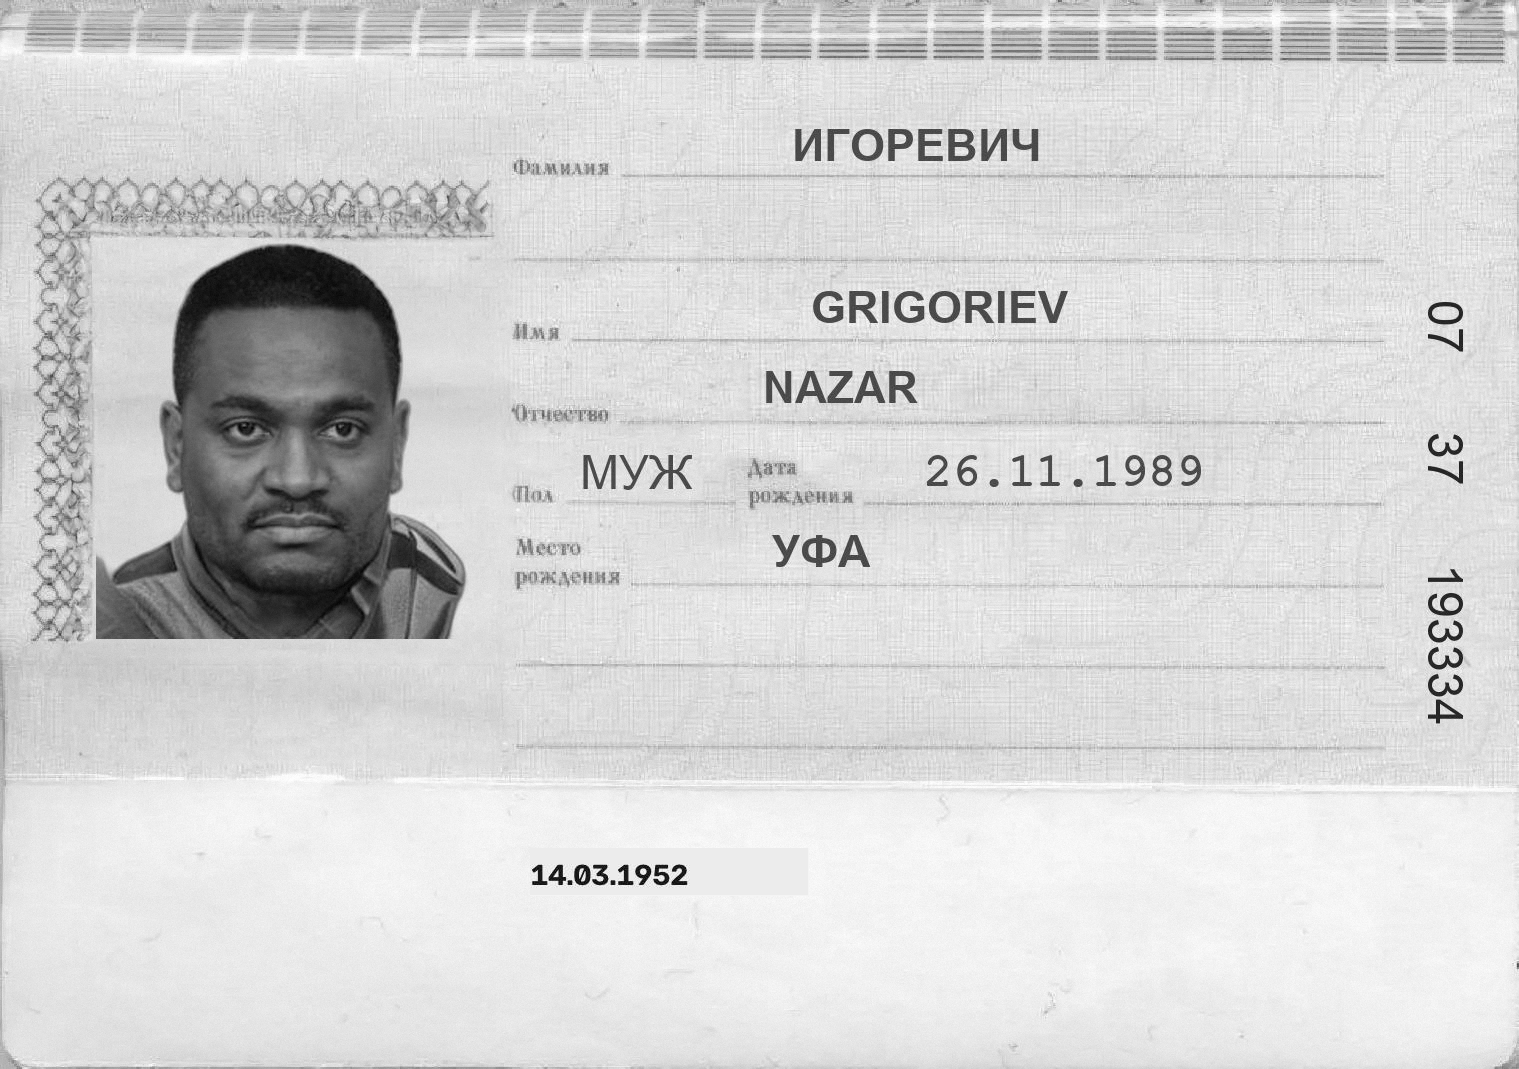 Фамилия ИГОРЕВИЧ
Имя GRIGORIEV
Отчество NAZAR
Пол МУЖ Дата рождения 26.11.1989
Место рождения УФА
07 37 193334
14.03.1952